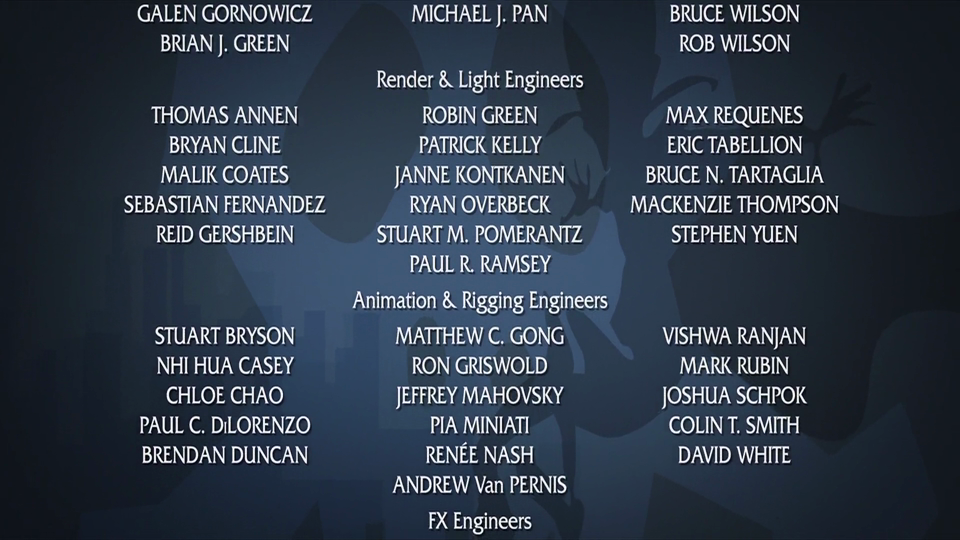 GALEN GORNOWICZ MICHAEL J. PAN BRUCE WILSON
BRIAN J. GREEN ROB WILSON
Render & Light Engineers
THOMAS ANNEN ROBIN GREEN MAX REQUENES
BRYAN CLINE PATRICK KELLY ERIC TABELLION
MALIK COATES JANNE KONTKANEN BRUCE N. TARTAGLIA
SEBASTIAN FERNANDEZ RYAN OVERBECK MACKENZIE THOMPSON
REID GERSHBEIN STUART M. POMERANTZ STEPHEN YUEN
PAUL R. RAMSEY
Animation & Rigging Engineers
STUART BRYSON MATTHEW C. GONG VISHWA RANJAN
NHI HUA CASEY RON GRISWOLD MARK RUBIN
CHLOE CHAO JEFFREY MAHOVSKY JOSHUA SCHPOK
PAUL C. DiLORENZO PIA MINIATI COLIN T. SMITH
BRENDAN DUNCAN RENÉE NASH DAVID WHITE
ANDREW Van PERNIS
FX Engineers